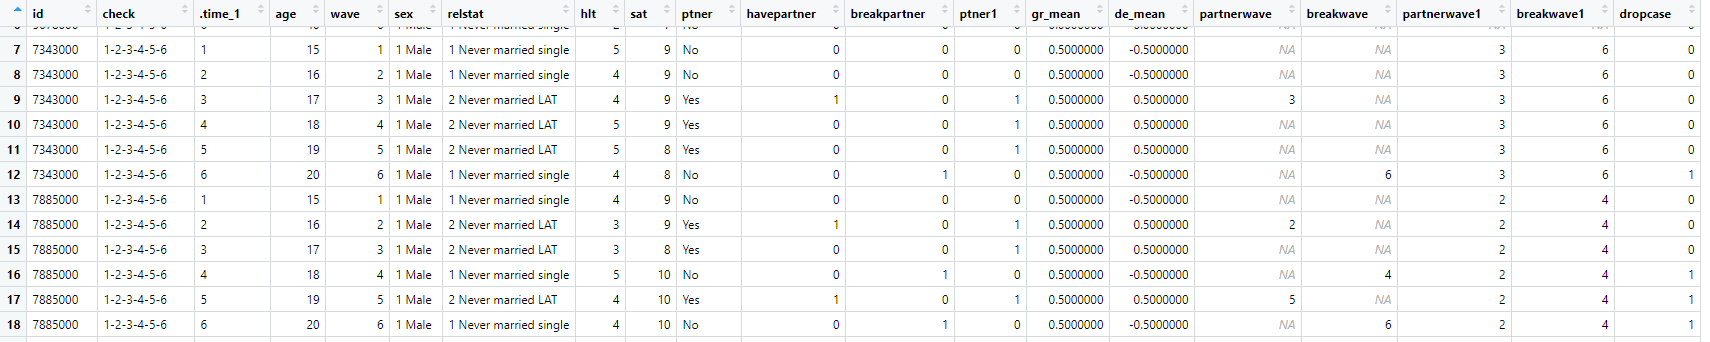 id check .time_1 age wave sex relstat hlt sat ptner havepartner breakpartner ptner1 gr_mean de_mean partnerwave breakwave partnerwave1 breakwave1 dropcase
7 7343000 1-2-3-4-5-6 1 15 1 1 Male 1 Never married single 5 9 No 0 0 0 0.5000000 -0.5000000 NA NA 3 6 0
8 7343000 1-2-3-4-5-6 2 16 2 1 Male 1 Never married single 4 9 No 0 0 0 0.5000000 -0.5000000 NA NA 3 6 0
9 7343000 1-2-3-4-5-6 3 17 3 1 Male 2 Never married LAT 4 9 Yes 1 0 1 0.5000000 0.5000000 3 NA 3 6 0
10 7343000 1-2-3-4-5-6 4 18 4 1 Male 2 Never married LAT 5 9 Yes 0 0 1 0.5000000 0.5000000 NA NA 3 6 0
11 7343000 1-2-3-4-5-6 5 19 5 1 Male 2 Never married LAT 5 8 Yes 0 0 1 0.5000000 0.5000000 NA NA 3 6 0
12 7343000 1-2-3-4-5-6 6 20 6 1 Male 1 Never married single 4 8 No 0 1 0 0.5000000 -0.5000000 NA 6 3 6 1
13 7885000 1-2-3-4-5-6 1 15 1 1 Male 1 Never married single 4 9 No 0 0 0 0.5000000 -0.5000000 NA NA 2 4 0
14 7885000 1-2-3-4-5-6 2 16 2 1 Male 2 Never married LAT 3 9 Yes 1 0 1 0.5000000 0.5000000 2 NA 2 4 0
15 7885000 1-2-3-4-5-6 3 17 3 1 Male 2 Never married LAT 3 8 Yes 0 0 1 0.5000000 0.5000000 NA NA 2 4 0
16 7885000 1-2-3-4-5-6 4 18 4 1 Male 1 Never married single 5 10 No 0 1 0 0.5000000 -0.5000000 NA 4 2 4 1
17 7885000 1-2-3-4-5-6 5 19 5 1 Male 2 Never married LAT 4 10 Yes 1 0 1 0.5000000 0.5000000 5 NA 2 4 1
18 7885000 1-2-3-4-5-6 6 20 6 1 Male 1 Never married single 4 10 No 0 1 0 0.5000000 -0.5000000 NA 6 2 4 1